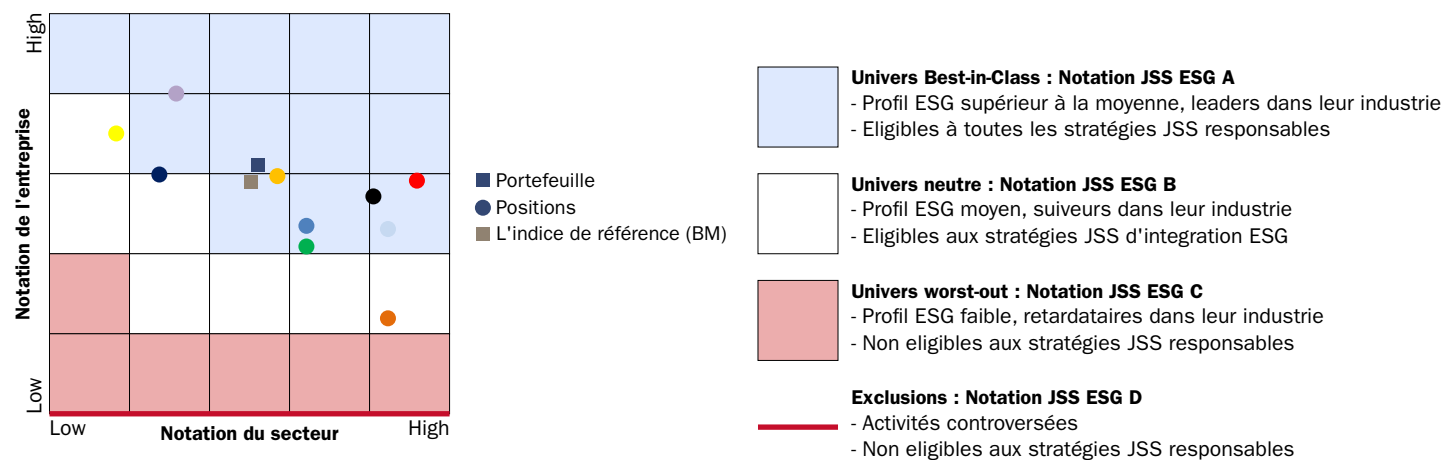 High
Notation de l'entreprise
Low
Low
Notation du secteur
High
Portefeuille
Positions
L'indice de référence (BM)
Univers Best-in-Class : Notation JSS ESG A
- Profil ESG supérieur à la moyenne, leaders dans leur industrie
- Eligibles à toutes les stratégies JSS responsables
Univers neutre : Notation JSS ESG B
- Profil ESG moyen, suiveurs dans leur industrie
- Eligibles aux stratégies JSS d'integration ESG
Univers worst-out : Notation JSS ESG C
- Profil ESG faible, retardataires dans leur industrie
- Non eligibles aux stratégies JSS responsables
Exclusions : Notation JSS ESG D
- Activités controversées
- Non eligibles aux stratégies JSS responsables